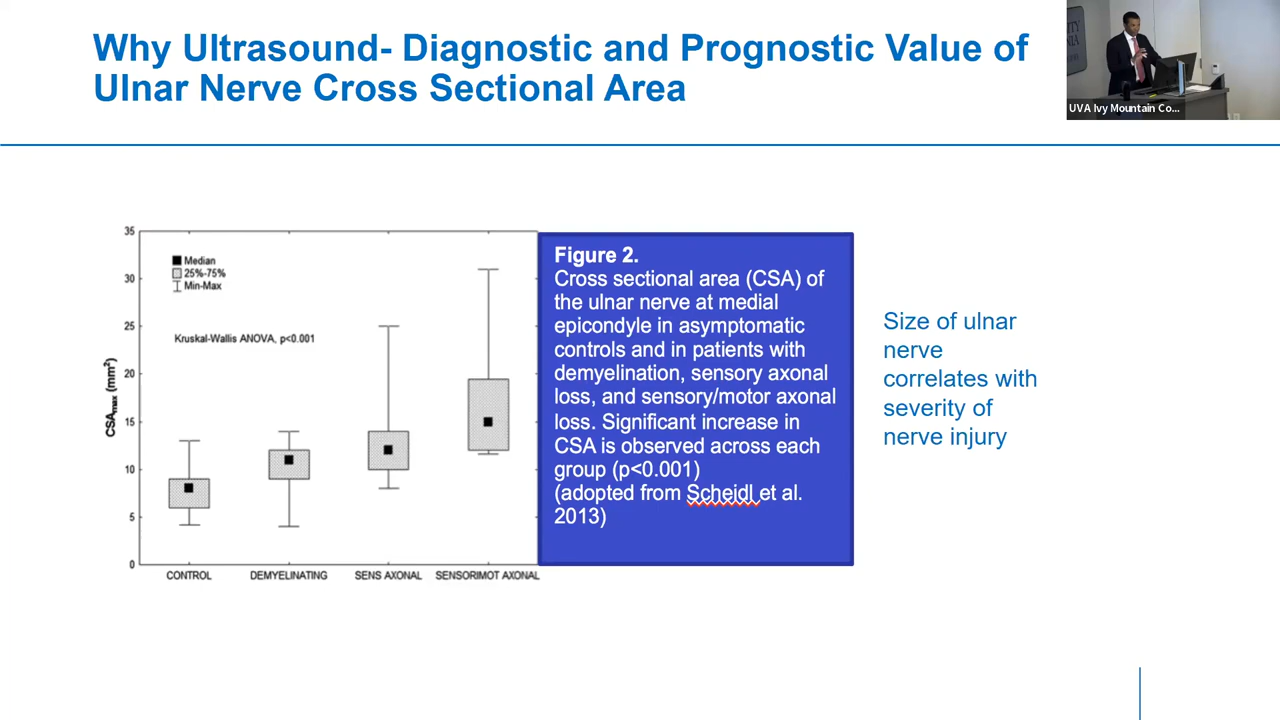 Why Ultrasound- Diagnostic and Prognostic Value of
Ulnar Nerve Cross Sectional Area
UVA Ivy Mountain Co...
35
30
25
20
15
10
5
0
CSAmax (mm²)
Median
25%-75%
Min-Max
Kruskal-Wallis ANOVA, p<0.001
CONTROL
DEMYELINATING
SENS AXONAL
SENSORIMOT AXONAL
Figure 2.
Cross sectional area (CSA) of
the ulnar nerve at medial
epicondyle in asymptomatic
controls and in patients with
demyelination, sensory axonal
loss, and sensory/motor axonal
loss. Significant increase in
CSA is observed across each
group (p<0.001)
(adopted from Scheidl et al.
2013)
Size of ulnar
nerve
correlates with
severity of
nerve injury